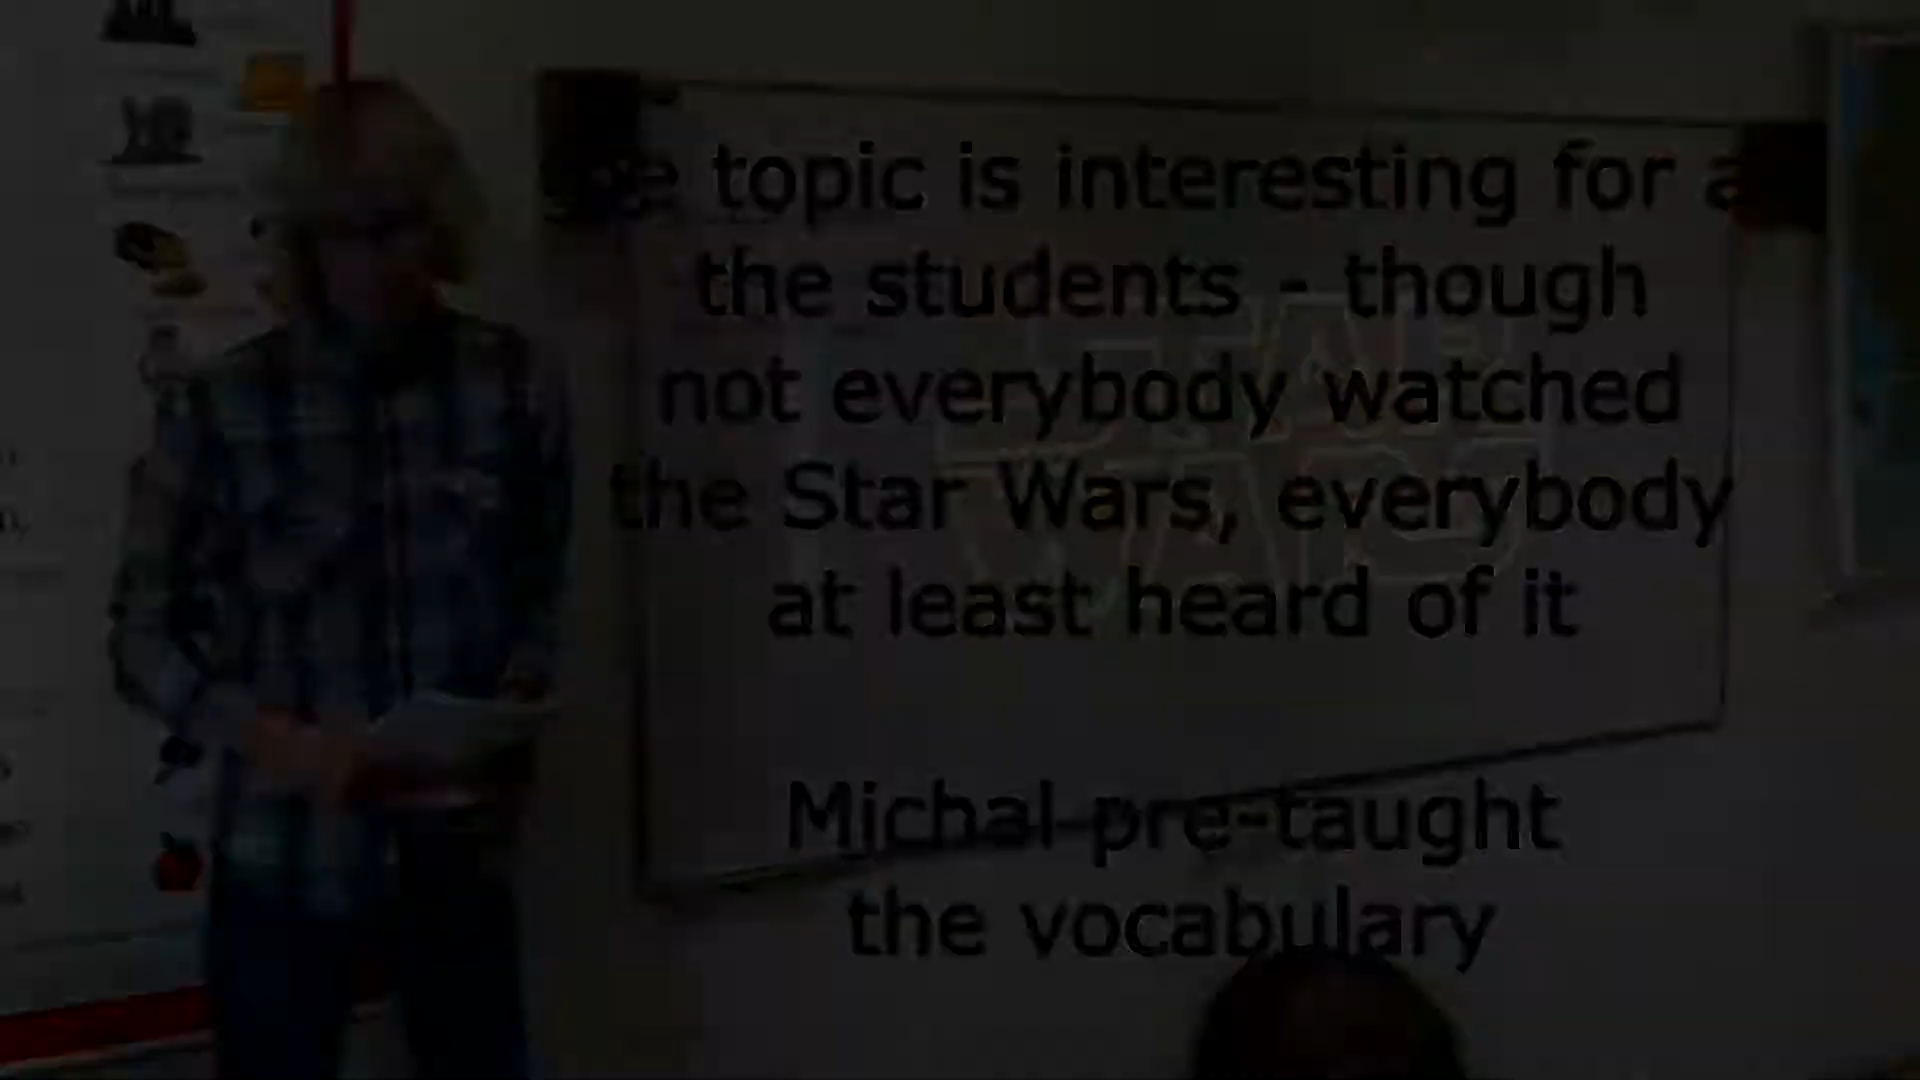 topic is interesting for
the students - though
not everybody watched
the Star Wars, everybody
at least heard of it
Michal pre-taught
the vocabulary